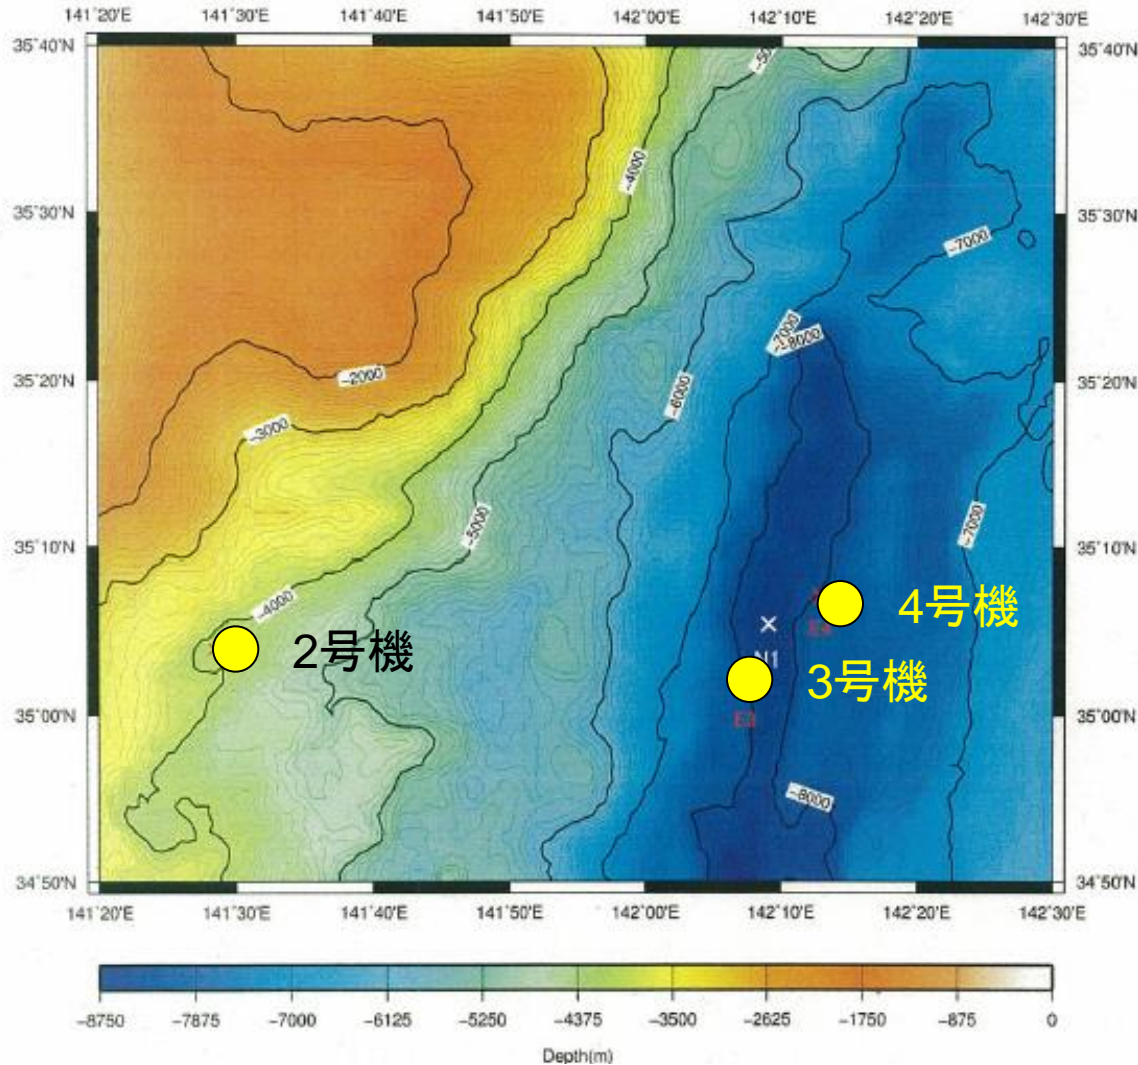 141°20'E 141°30'E 141°40'E 141°50'E 142°00'E 142°10'E 142°20'E 142°30'E
35°40'N 35°40'N
-50
-4000
35°30'N 35°30'N
-7000
-7000
-8000
35°20'N -2000 35°20'N
-6000
-3000
-5000
-7000
35°10'N 35°10'N
-4000
4号機
E4
2号機
N1
3号機
35°00'N 35°00'N
E3
-8000
34°50'N 34°50'N
141°20'E 141°30'E 141°40'E 141°50'E 142°00'E 142°10'E 142°20'E 142°30'E
-8750 -7875 -7000 -6125 -5250 -4375 -3500 -2625 -1750 -875 0
Depth(m)